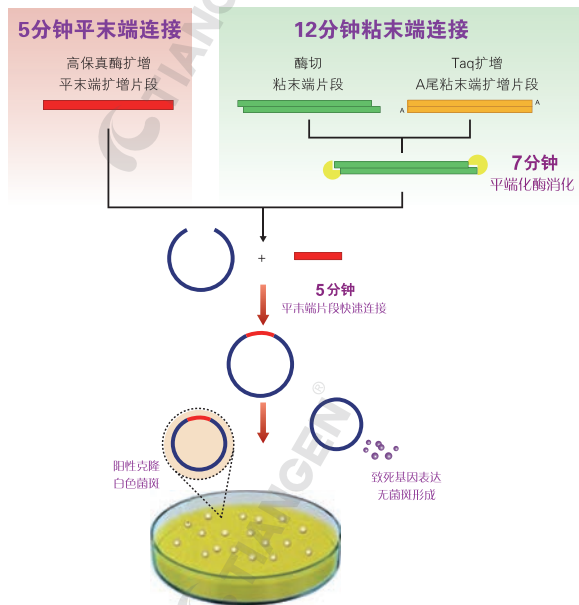 5分钟平末端连接
12分钟粘末端连接
高保真酶扩增
平末端扩增片段
酶切
粘末端片段
Taq扩增
A尾粘末端扩增片段
A
A
7分钟
平端化酶消化
+
5分钟
平末端片段快速连接
阳性克隆
白色菌斑
致死基因表达
无菌斑形成
TIANGEN
TIANGEN®